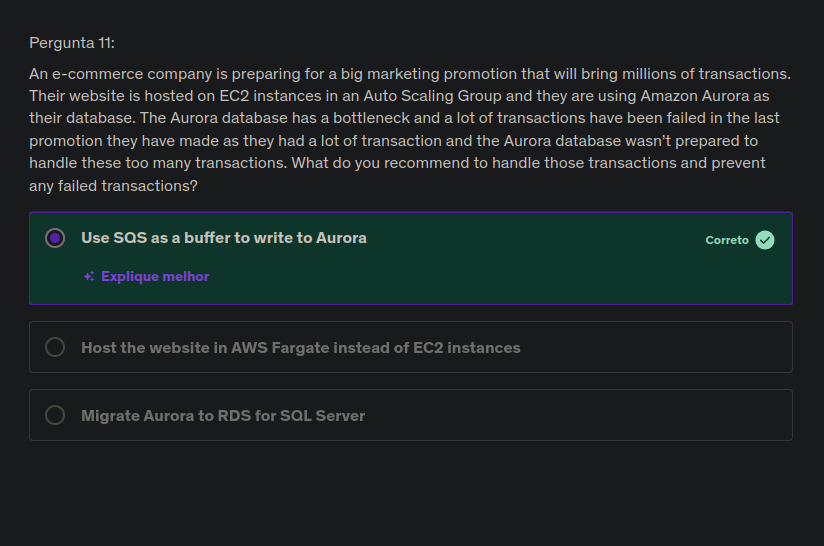 Pergunta 11:
An e-commerce company is preparing for a big marketing promotion that will bring millions of transactions.
Their website is hosted on EC2 instances in an Auto Scaling Group and they are using Amazon Aurora as
their database. The Aurora database has a bottleneck and a lot of transactions have been failed in the last
promotion they have made as they had a lot of transaction and the Aurora database wasn't prepared to
handle these too many transactions. What do you recommend to handle those transactions and prevent
any failed transactions?
Use SQS as a buffer to write to Aurora
Correto
Explique melhor
Host the website in AWS Fargate instead of EC2 instances
Migrate Aurora to RDS for SQL Server